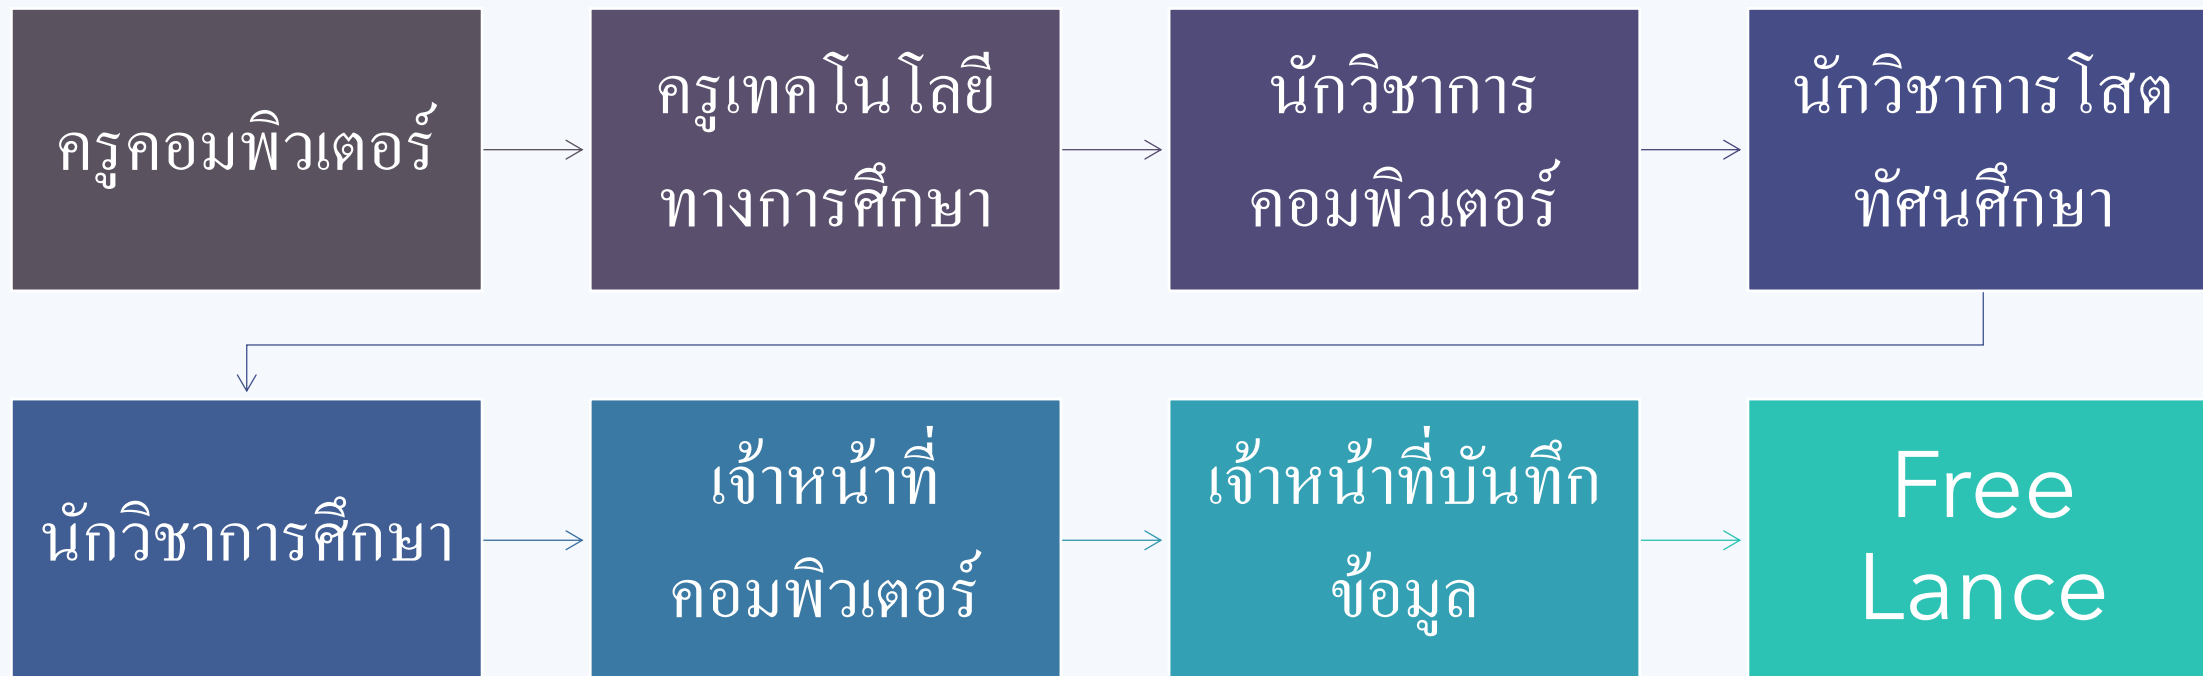 ครูคอมพิวเตอร์
ครูเทคโนโลยี
ทางการศึกษา
นักวิชาการ
คอมพิวเตอร์
นักวิชาการโสต
ทัศนศึกษา
นักวิชาการศึกษา
เจ้าหน้าที่
คอมพิวเตอร์
เจ้าหน้าที่บันทึก
ข้อมูล
Free
Lance